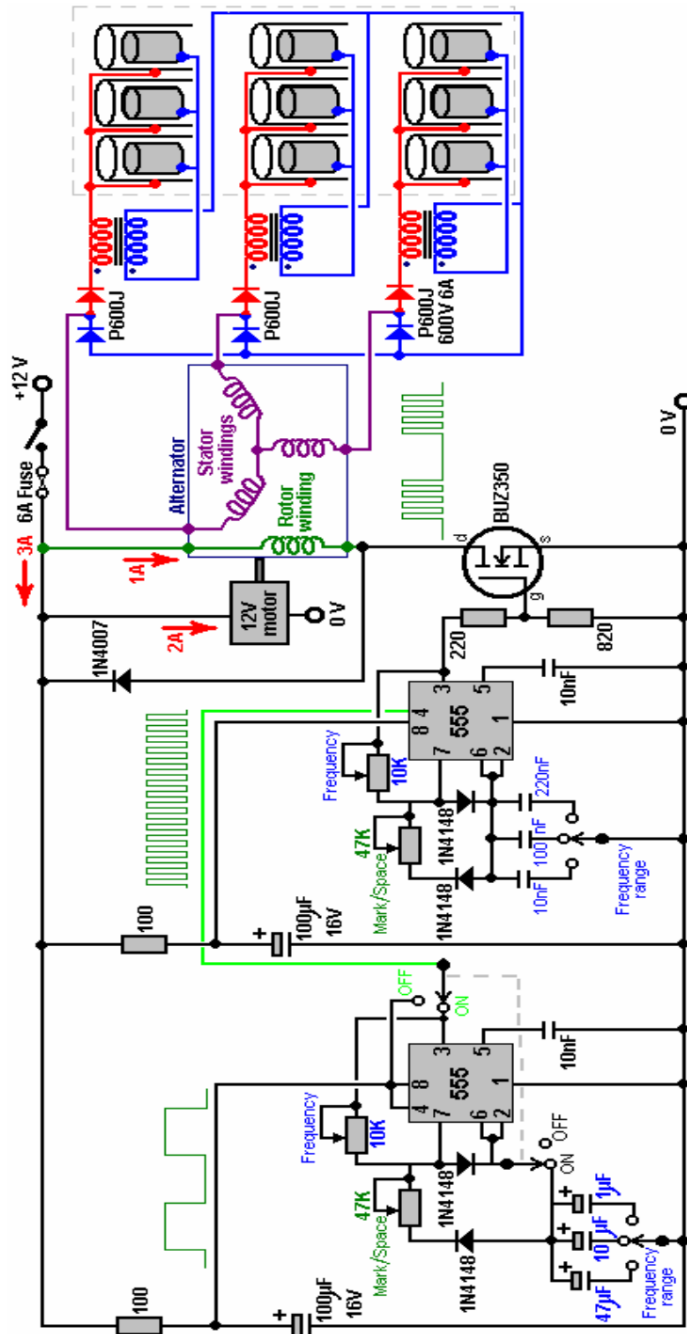 100
100µF
16V
47K
Mark/Space
1N4148
1N4148
Frequency
10K
47µF
10µF
1µF
Frequency
range
4
8
3
7
555
6
2
1
5
ON
OFF
OFF
ON
10nF
100
100µF
16V
47K
Mark/Space
1N4148
1N4148
Frequency
10K
10nF
100nF
220nF
Frequency
range
8
4
3
7
555
6
2
1
5
10nF
220
820
1N4007
2A
12V
motor
0 V
3A
6A Fuse
+12 V
1A
Alternator
Stator
windings
Rotor
winding
g
d
s
BUZ350
0 V
P600J
P600J
P600J
600V 6A